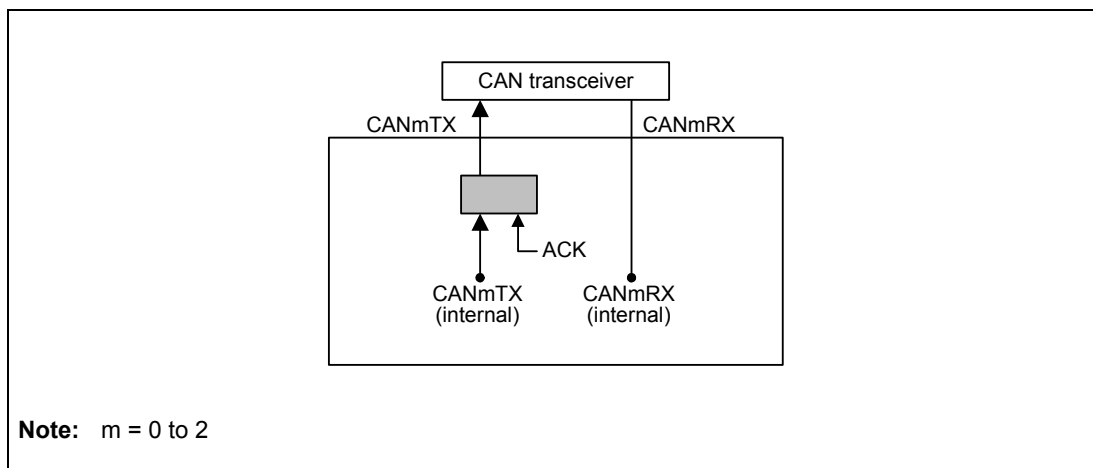 CAN transceiver
CANmTX
CANmRX
ACK
CANmTX
(internal)
CANmRX
(internal)
Note: m = 0 to 2